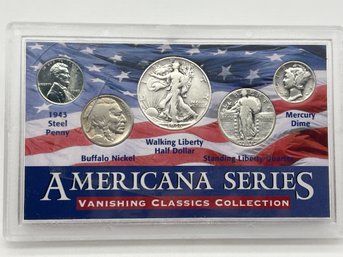 1943
Steel
Penny
Buffalo Nickel
Walking Liberty
Half Dollar
Standing Liberty Quarter
Mercury
Dime
AMERICANA SERIES
VANISHING CLASSICS COLLECTION